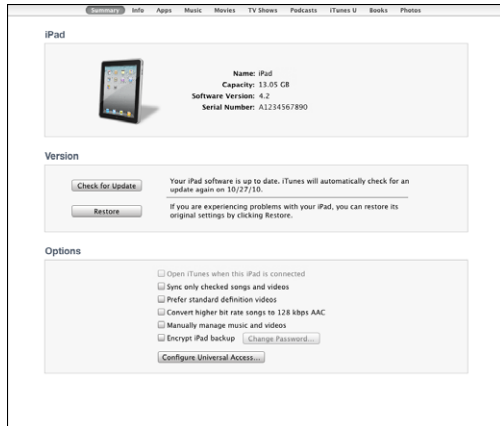 Summary Info Apps Music Movies TV Shows Podcasts iTunes U Books Photos
iPad
Name: iPad
Capacity: 13.05 GB
Software Version: 4.2
Serial Number: A1234567890
Version
Check for Update
Your iPad software is up to date. iTunes will automatically check for an
update again on 10/27/10.
Restore
If you are experiencing problems with your iPad, you can restore its
original settings by clicking Restore.
Options
Open iTunes when this iPad is connected
Sync only checked songs and videos
Prefer standard definition videos
Convert higher bit rate songs to 128 kbps AAC
Manually manage music and videos
Encrypt iPad backup Change Password...
Configure Universal Access...